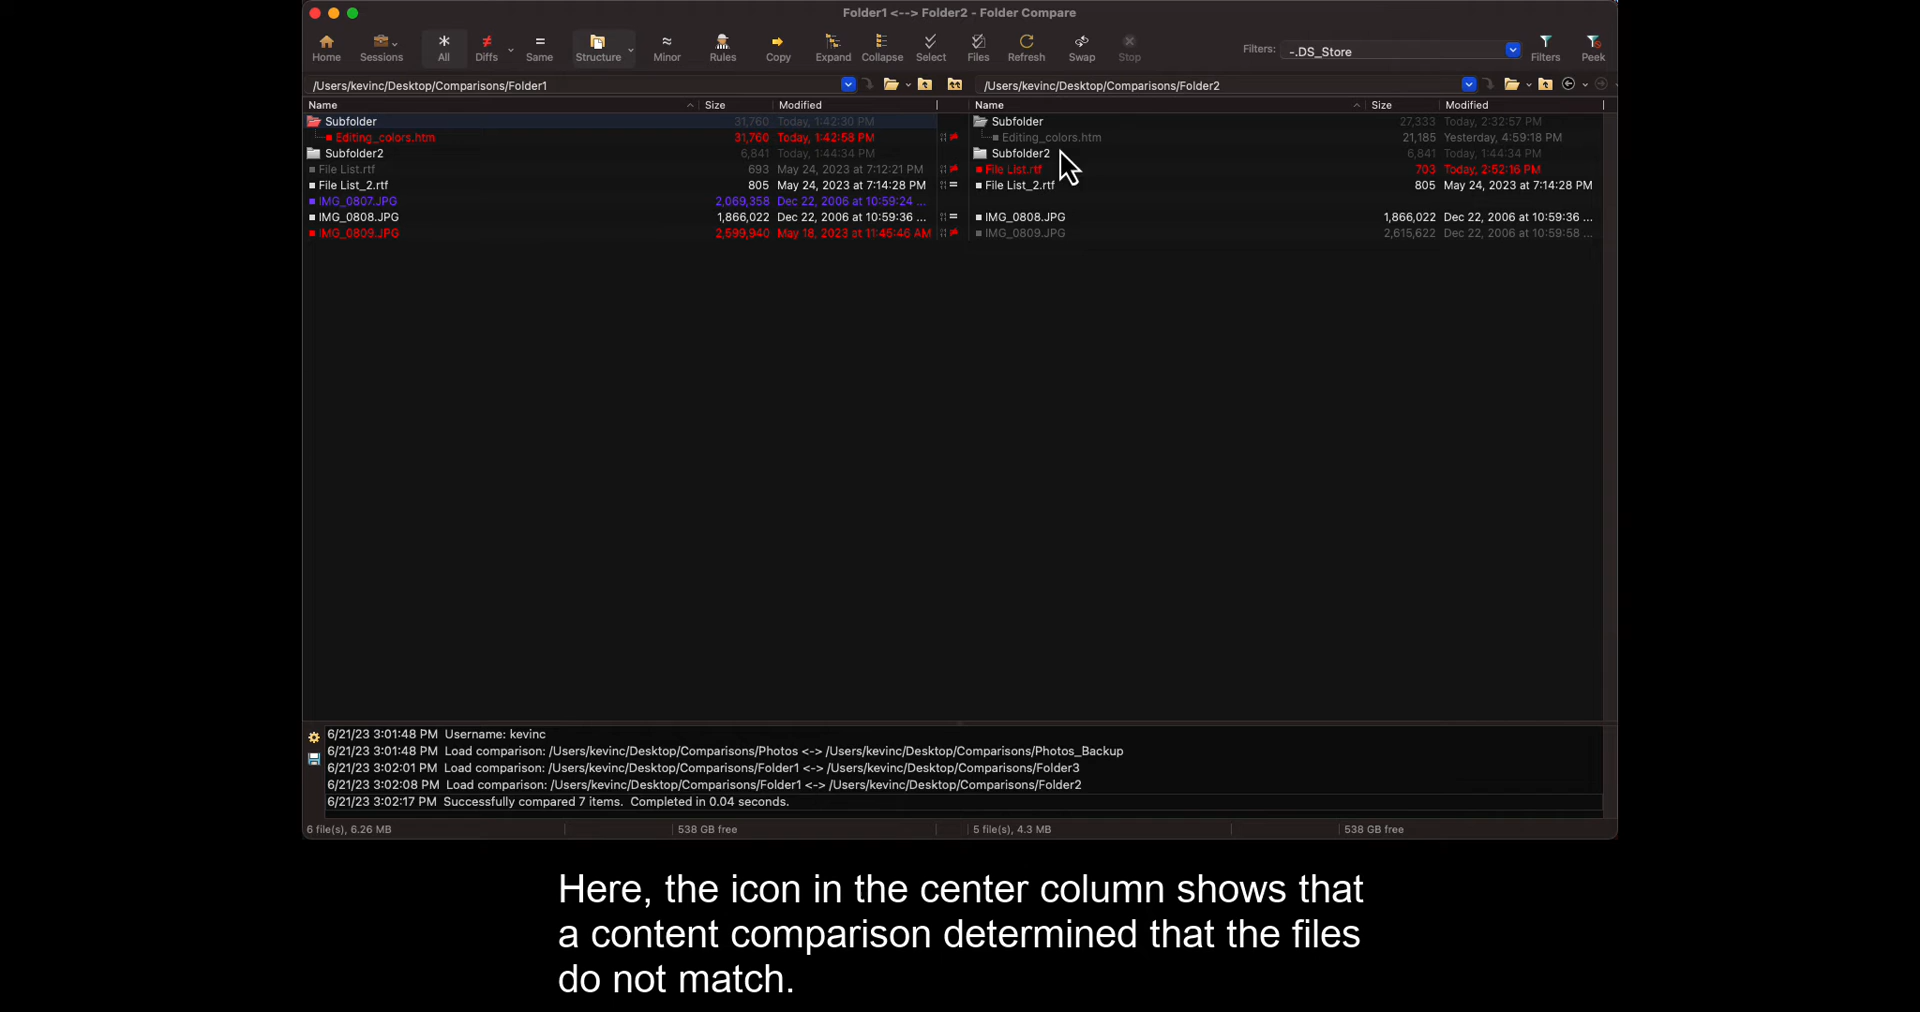 Folder1 <--> Folder2 - Folder Compare
Home Sessions All Diffs Same Structure Minor Rules Copy Expand Collapse Select Files Refresh Swap Stop Filters: -.DS_Store Filters Peek
/Users/kevinc/Desktop/Comparisons/Folder1 /Users/kevinc/Desktop/Comparisons/Folder2
Name Size Modified Name Size Modified
Subfolder 31,760 Today, 1:42:30 PM Subfolder 27,333 Today, 2:32:57 PM
Editing_colors.htm 31,760 Today, 1:42:58 PM Editing_colors.htm 21,185 Yesterday, 4:59:18 PM
Subfolder2 6,841 Today, 1:44:34 PM Subfolder2 6,841 Today, 1:44:34 PM
File List.rtf 693 May 24, 2023 at 7:12:21 PM File List.rtf 703 Today, 2:52:16 PM
File List_2.rtf 805 May 24, 2023 at 7:14:28 PM = File List_2.rtf 805 May 24, 2023 at 7:14:28 PM
IMG_0807.JPG 2,069,358 Dec 22, 2006 at 10:59:24 ...
IMG_0808.JPG 1,866,022 Dec 22, 2006 at 10:59:36 ... = IMG_0808.JPG 1,866,022 Dec 22, 2006 at 10:59:36 ...
IMG_0809.JPG 2,599,940 May 18, 2023 at 11:45:46 AM IMG_0809.JPG 2,615,622 Dec 22, 2006 at 10:59:58 ...
6/21/23 3:01:48 PM Username: kevinc
6/21/23 3:01:48 PM Load comparison: /Users/kevinc/Desktop/Comparisons/Photos <-> /Users/kevinc/Desktop/Comparisons/Photos_Backup
6/21/23 3:02:01 PM Load comparison: /Users/kevinc/Desktop/Comparisons/Folder1 <-> /Users/kevinc/Desktop/Comparisons/Folder3
6/21/23 3:02:08 PM Load comparison: /Users/kevinc/Desktop/Comparisons/Folder1 <-> /Users/kevinc/Desktop/Comparisons/Folder2
6/21/23 3:02:17 PM Successfully compared 7 items. Completed in 0.04 seconds.
6 file(s), 6.26 MB 538 GB free 5 file(s), 4.3 MB 538 GB free
Here, the icon in the center column shows that
a content comparison determined that the files
do not match.